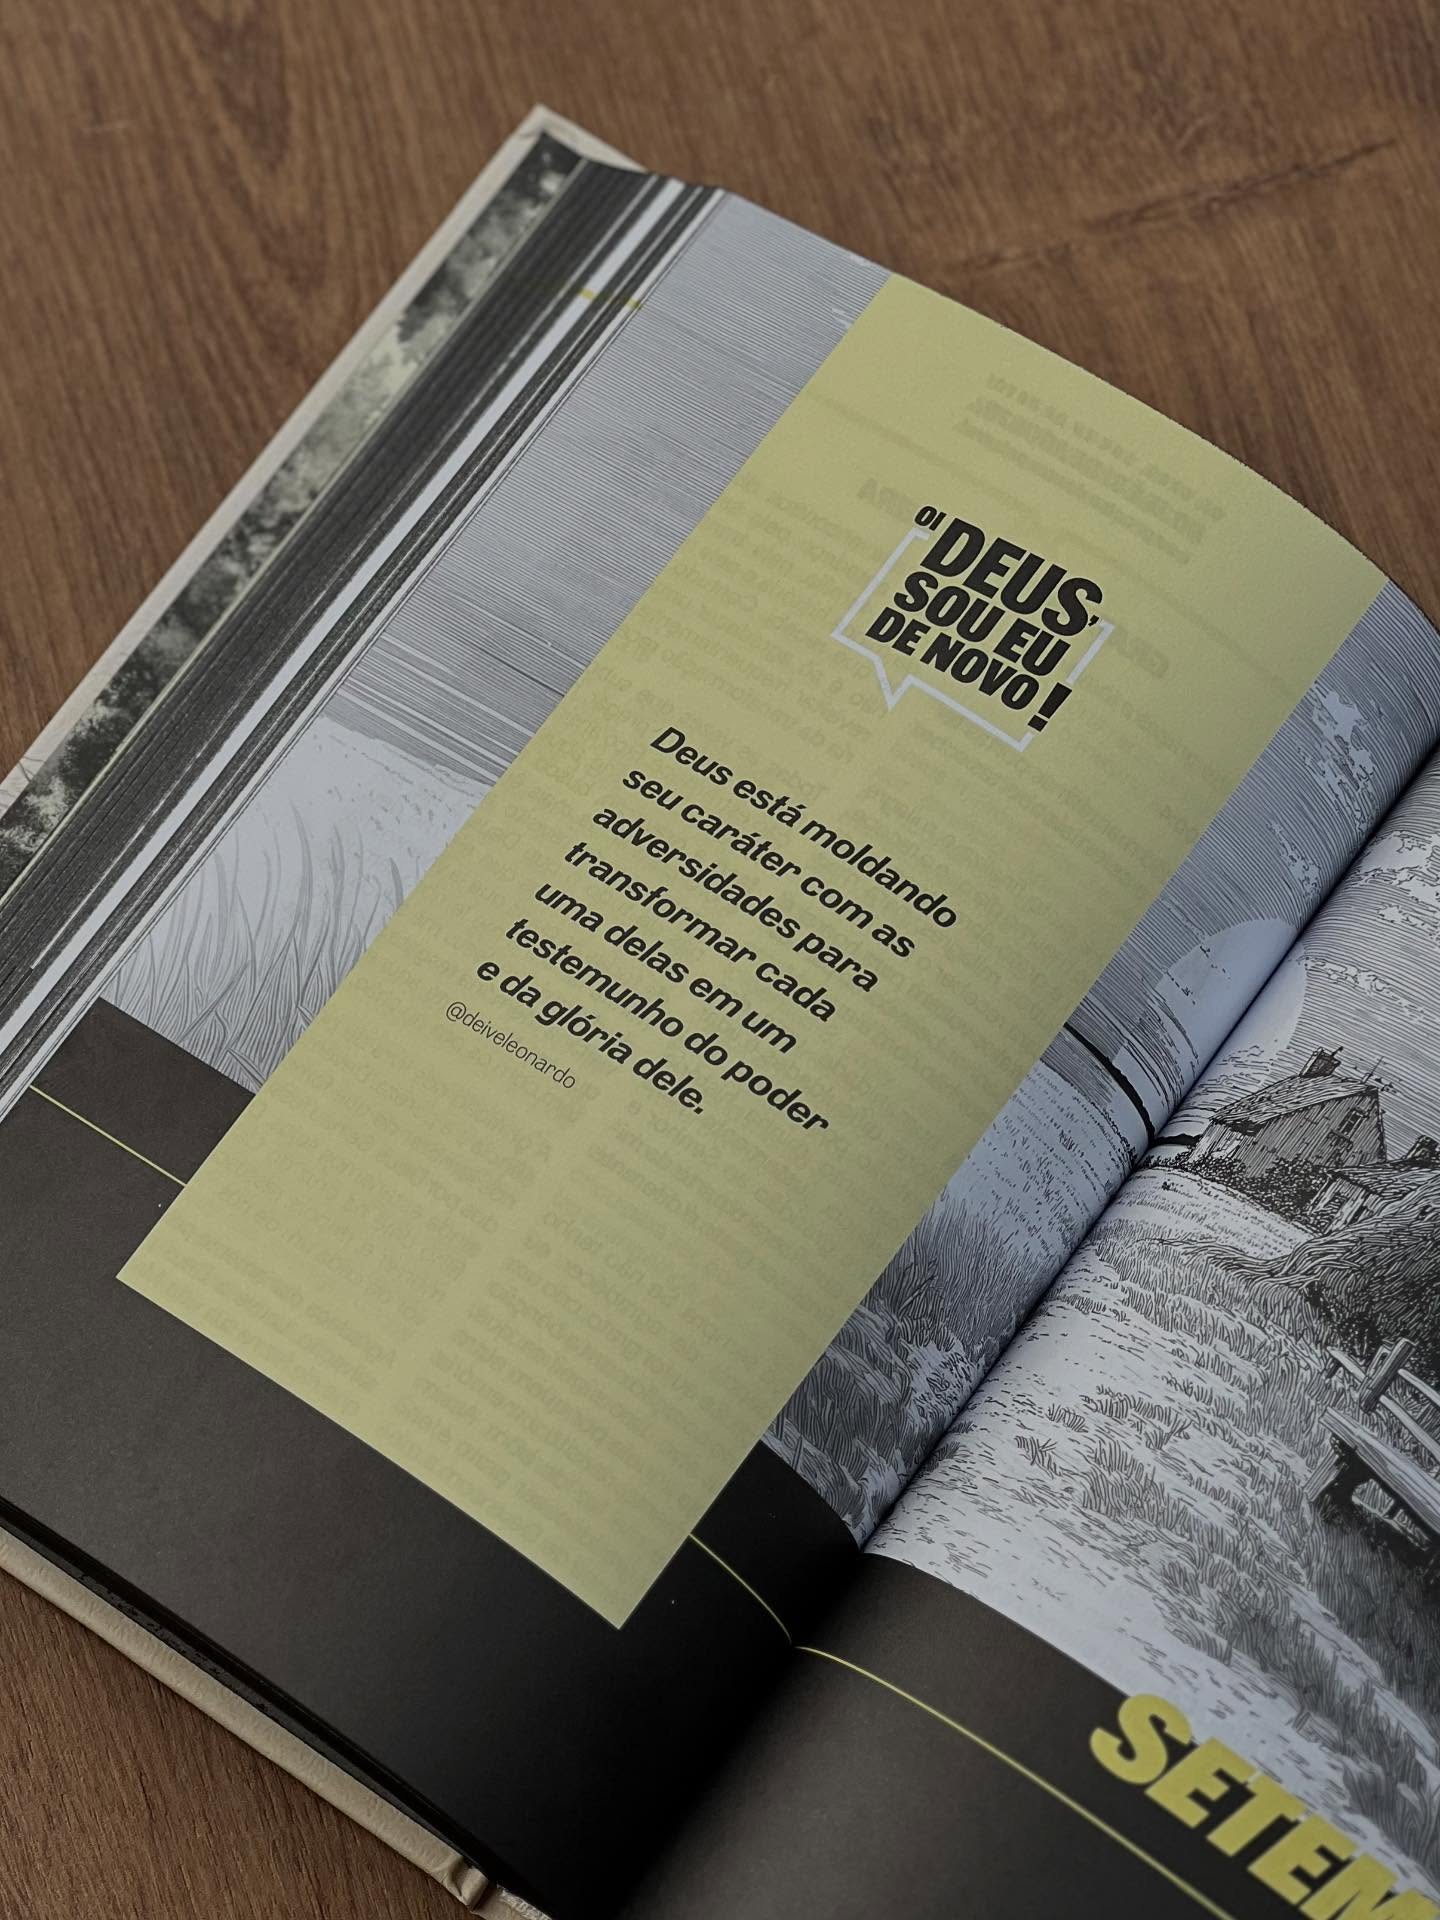 OI
DEUS,
SOU EU
DE NOVO!
Deus está moldando
seu caráter com as
adversidades para
transformar cada
uma delas em um
testemunho do poder
e da glória dele.
@deiveleonardo
SETEM